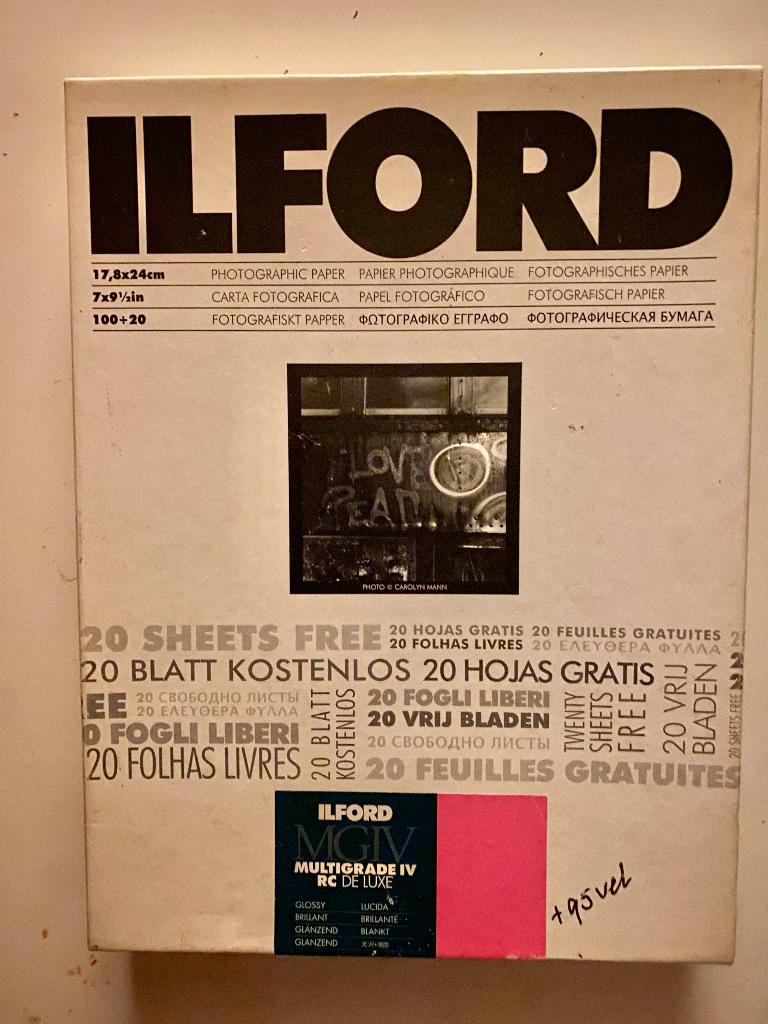 ILFORD
17,8x24cm PHOTOGRAPHIC PAPER PAPIER PHOTOGRAPHIQUE FOTOGRAPHISCHES PAPIER
7x9½in CARTA FOTOGRAFICA PAPEL FOTOGRÁFICO FOTOGRAFISCH PAPIER
100+20 FOTOGRAFISKT PAPPER ΦΩΤΟΓΡΑΦΙΚΟ ΕΓΓΡΑΦΟ ФОТОГРАФИЧЕСКАЯ БУМАГА
LOVE
PHOTO © CAROLYN MANN
20 SHEETS FREE 20 HOJAS GRATIS 20 FEUILLES GRATUITES
20 FOLHAS LIVRES 20 ΕΛΕΥΘΕΡΑ ΦΥΛΛΑ
20 BLATT KOSTENLOS 20 HOJAS GRATIS
EE 20 СВОБОДНО ЛИСТЫ 20 FOGLI LIBERI
20 ΕΛΕΥΘΕΡΑ ΦΥΛΛΑ 20 VRIJ BLADEN
0 FOGLI LIBERI 20 СВОБОДНО ЛИСТЫ
20 FOLHAS LIVRES 20 FEUILLES GRATUITES
20 BLATT
KOSTENLOS
TWENTY
SHEETS
FREE
20 VRIJ
BLADEN
20 SHEETS FREE
ILFORD
MGIV
MULTIGRADE IV
RC DE LUXE
GLOSSY LUCIDA
BRILLANT BRILLANTE
GLANZEND BLANKT
GLÄNZEND 光沢・
+95vel